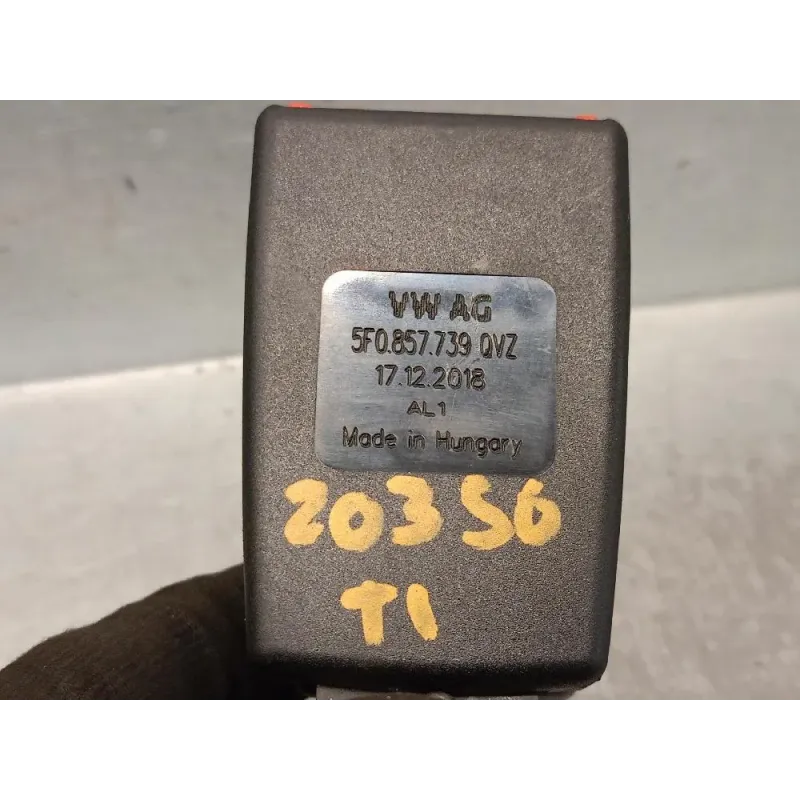 VW AG
5F0.857.739 QVZ
17.12.2018
AL1
Made in Hungary
20356
T1